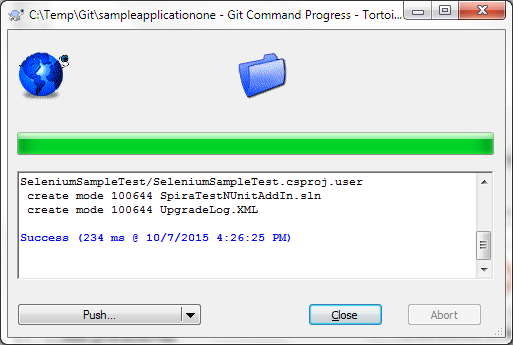 C:\Temp\Git\sampleapplicationone - Git Command Progress - Tortoi...
SeleniumSampleTest/SeleniumSampleTest.csproj.user
create mode 100644 SpiraTestNUnitAddIn.sln
create mode 100644 UpgradeLog.XML
Success (234 ms @ 10/7/2015 4:26:25 PM)
Push...
Close
Abort